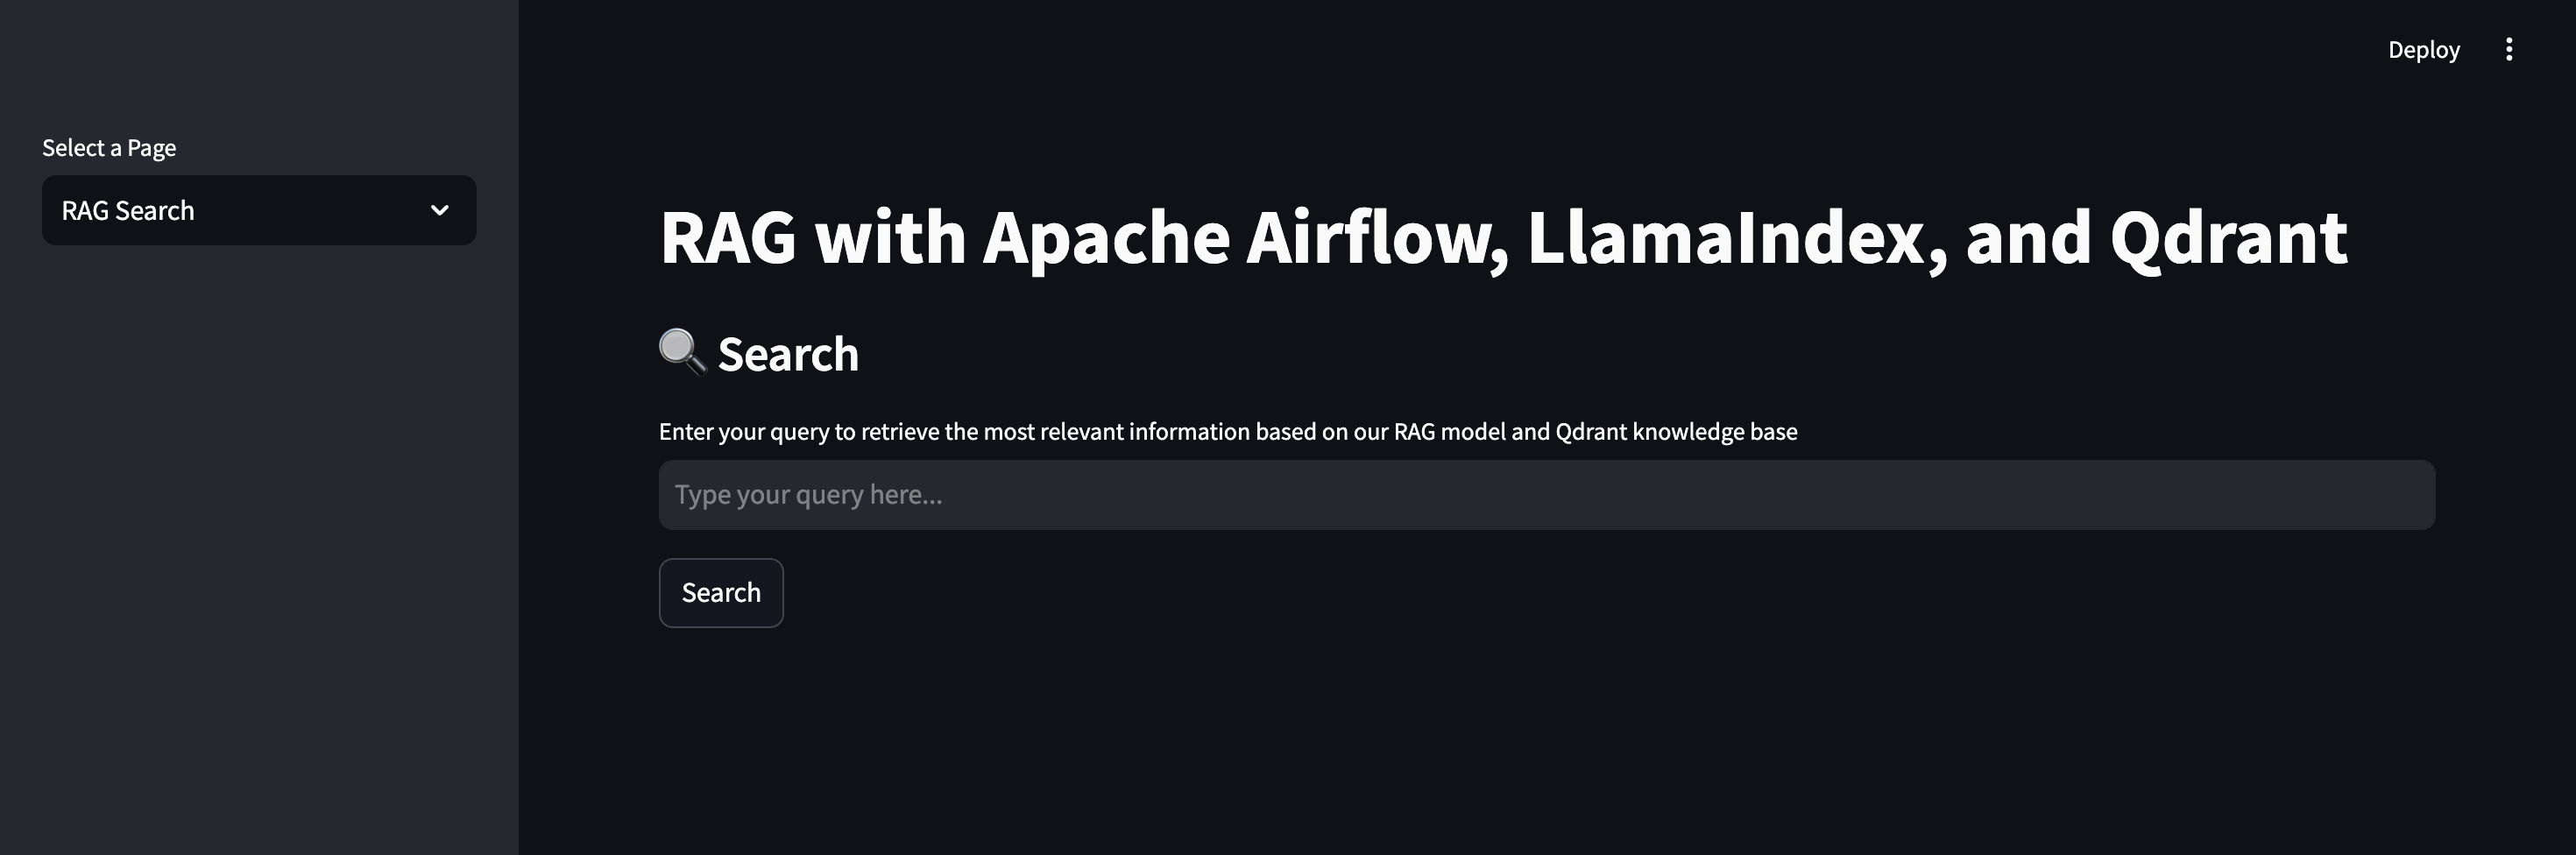 Deploy
Select a Page
RAG Search
RAG with Apache Airflow, LlamaIndex, and Qdrant
🔍 Search
Enter your query to retrieve the most relevant information based on our RAG model and Qdrant knowledge base
Type your query here...
Search